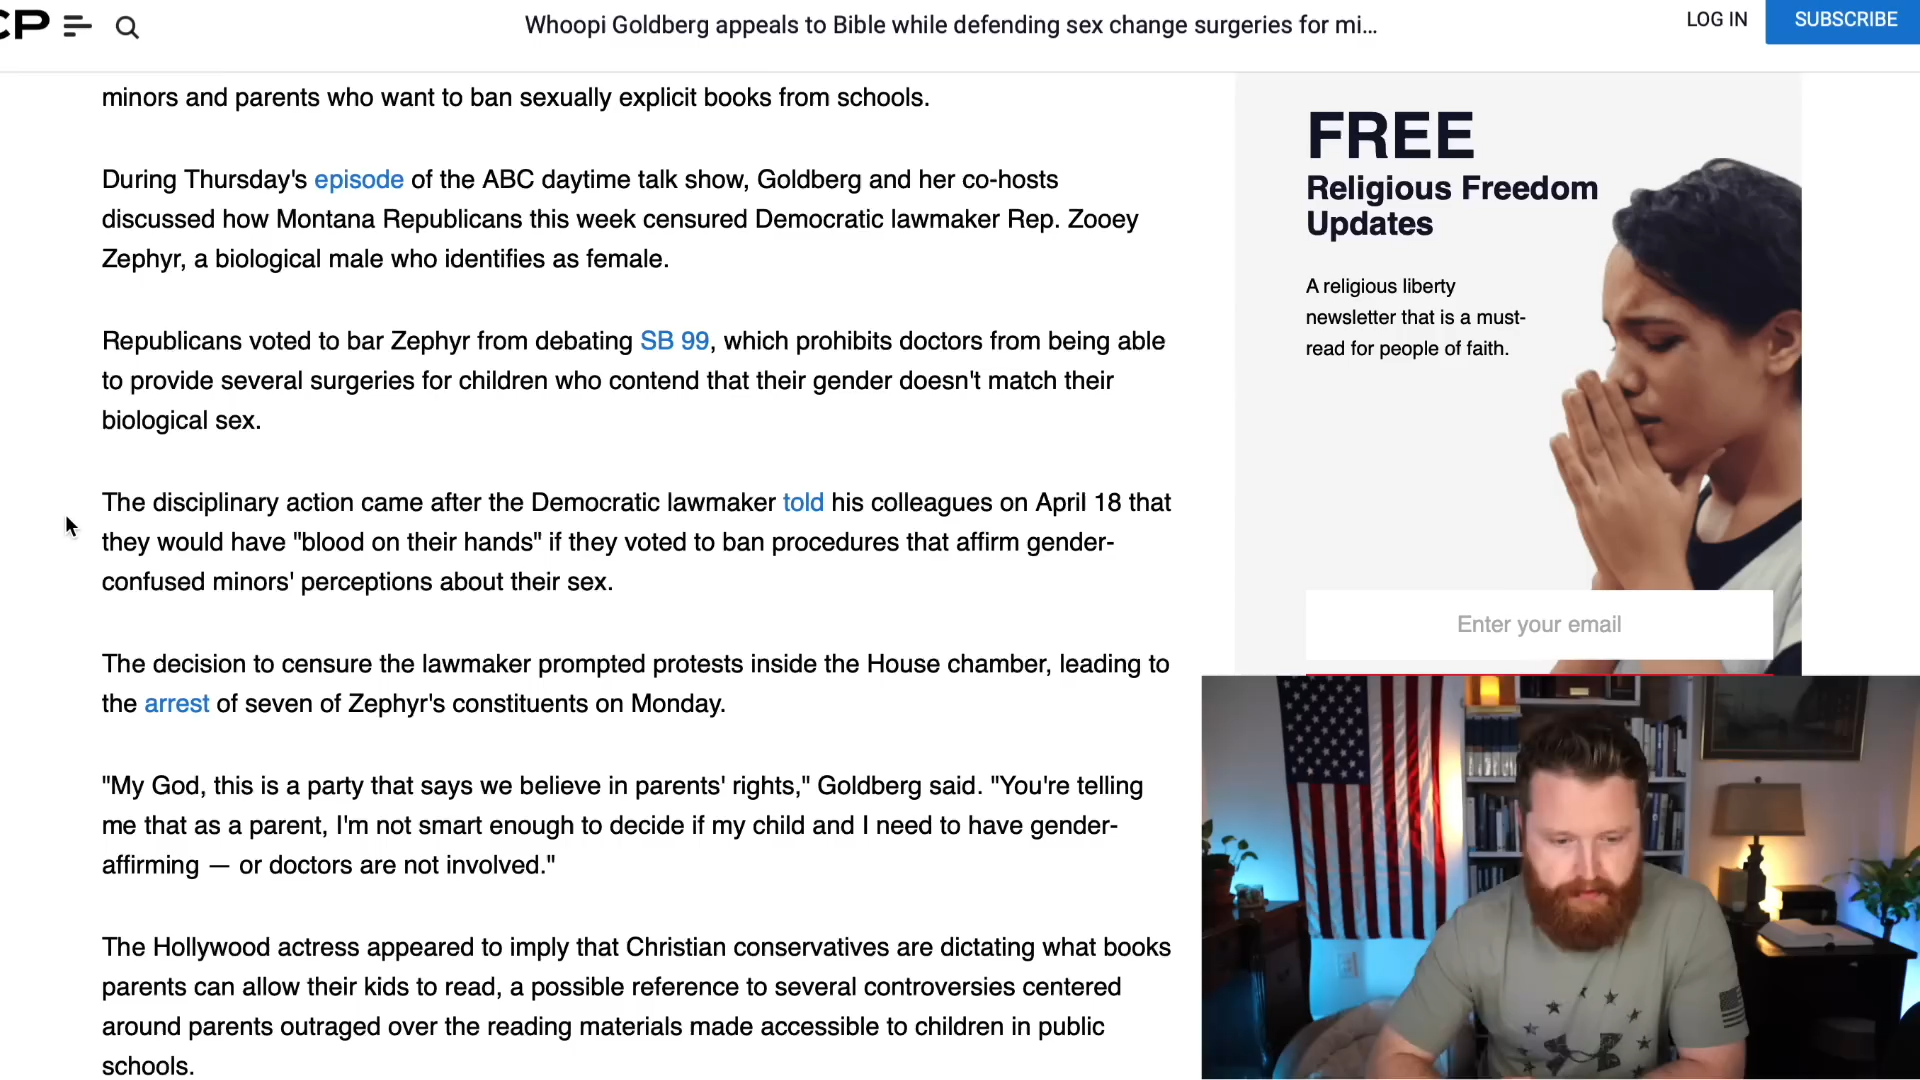 CP
Whoopi Goldberg appeals to Bible while defending sex change surgeries for mi...
LOG IN
SUBSCRIBE
minors and parents who want to ban sexually explicit books from schools.
During Thursday's episode of the ABC daytime talk show, Goldberg and her co-hosts
discussed how Montana Republicans this week censured Democratic lawmaker Rep. Zooey
Zephyr, a biological male who identifies as female.
Republicans voted to bar Zephyr from debating SB 99, which prohibits doctors from being able
to provide several surgeries for children who contend that their gender doesn't match their
biological sex.
The disciplinary action came after the Democratic lawmaker told his colleagues on April 18 that
they would have "blood on their hands" if they voted to ban procedures that affirm gender-
confused minors' perceptions about their sex.
The decision to censure the lawmaker prompted protests inside the House chamber, leading to
the arrest of seven of Zephyr's constituents on Monday.
"My God, this is a party that says we believe in parents' rights," Goldberg said. "You're telling
me that as a parent, I'm not smart enough to decide if my child and I need to have gender-
affirming — or doctors are not involved."
The Hollywood actress appeared to imply that Christian conservatives are dictating what books
parents can allow their kids to read, a possible reference to several controversies centered
around parents outraged over the reading materials made accessible to children in public
schools.
FREE
Religious Freedom
Updates
A religious liberty
newsletter that is a must-
read for people of faith.
Enter your email